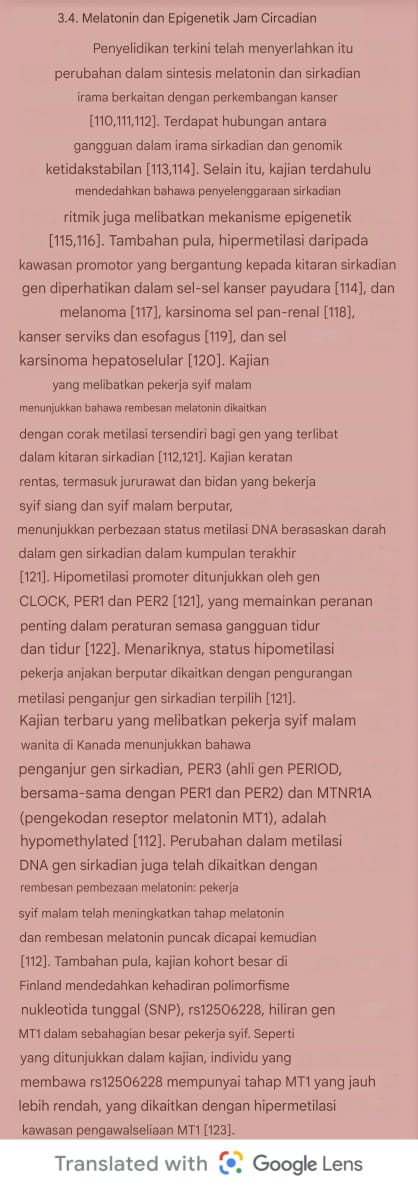 3.4. Melatonin dan Epigenetik Jam Circadian
Penyelidikan terkini telah menyerlahkan itu
perubahan dalam sintesis melatonin dan sirkadian
irama berkaitan dengan perkembangan kanser
[110,111,112]. Terdapat hubungan antara
gangguan dalam irama sirkadian dan genomik
ketidakstabilan [113,114]. Selain itu, kajian terdahulu
mendedahkan bahawa penyelenggaraan sirkadian
ritmik juga melibatkan mekanisme epigenetik
[115,116]. Tambahan pula, hipermetilasi daripada
kawasan promotor yang bergantung kepada kitaran sirkadian
gen diperhatikan dalam sel-sel kanser payudara [114], dan
melanoma [117], karsinoma sel pan-renal [118],
kanser serviks dan esofagus [119], dan sel
karsinoma hepatoselular [120]. Kajian
yang melibatkan pekerja syif malam
menunjukkan bahawa rembesan melatonin dikaitkan
dengan corak metilasi tersendiri bagi gen yang terlibat
dalam kitaran sirkadian [112,121]. Kajian keratan
rentas, termasuk jururawat dan bidan yang bekerja
syif siang dan syif malam berputar,
menunjukkan perbezaan status metilasi DNA berasaskan darah
dalam gen sirkadian dalam kumpulan terakhir
[121]. Hipometilasi promoter ditunjukkan oleh gen
CLOCK, PER1 dan PER2 [121], yang memainkan peranan
penting dalam peraturan semasa gangguan tidur
dan tidur [122]. Menariknya, status hipometilasi
pekerja anjakan berputar dikaitkan dengan pengurangan
metilasi penganjur gen sirkadian terpilih [121].
Kajian terbaru yang melibatkan pekerja syif malam
wanita di Kanada menunjukkan bahawa
penganjur gen sirkadian, PER3 (ahli gen PERIOD,
bersama-sama dengan PER1 dan PER2) dan MTNR1A
(pengekodan reseptor melatonin MT1), adalah
hypomethylated [112]. Perubahan dalam metilasi
DNA gen sirkadian juga telah dikaitkan dengan
rembesan pembezaan melatonin: pekerja
syif malam telah meningkatkan tahap melatonin
dan rembesan melatonin puncak dicapai kemudian
[112]. Tambahan pula, kajian kohort besar di
Finland mendedahkan kehadiran polimorfisme
nukleotida tunggal (SNP), rs12506228, hiliran gen
MT1 dalam sebahagian besar pekerja syif. Seperti
yang ditunjukkan dalam kajian, individu yang
membawa rs12506228 mempunyai tahap MT1 yang jauh
lebih rendah, yang dikaitkan dengan hipermetilasi
kawasan pengawalseliaan MT1 [123].
Translated with Google Lens